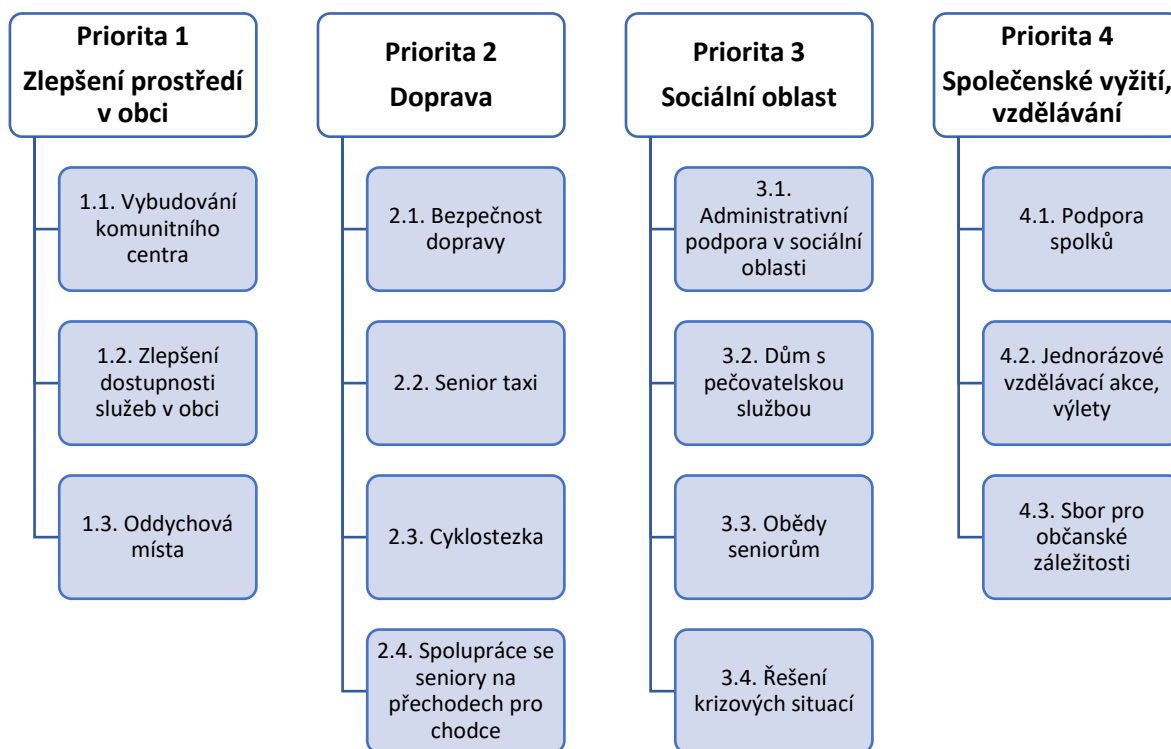 Priorita 1
Zlepšení prostředí
v obci
1.1. Vybudování
komunitního
centra
1.2. Zlepšení
dostupnosti
služeb v obci
1.3. Oddychová
místa
Priorita 2
Doprava
2.1. Bezpečnost
dopravy
2.2. Senior taxi
2.3. Cyklostezka
2.4. Spolupráce se
seniory na
přechodech pro
chodce
Priorita 3
Sociální oblast
3.1.
Administrativní
podpora v sociální
oblasti
3.2. Dům s
pečovatelskou
službou
3.3. Obědy
seniorům
3.4. Řešení
krizových situací
Priorita 4
Společenské vyžití,
vzdělávání
4.1. Podpora
spolků
4.2. Jednorázové
vzdělávací akce,
výlety
4.3. Sbor pro
občanské
záležitosti